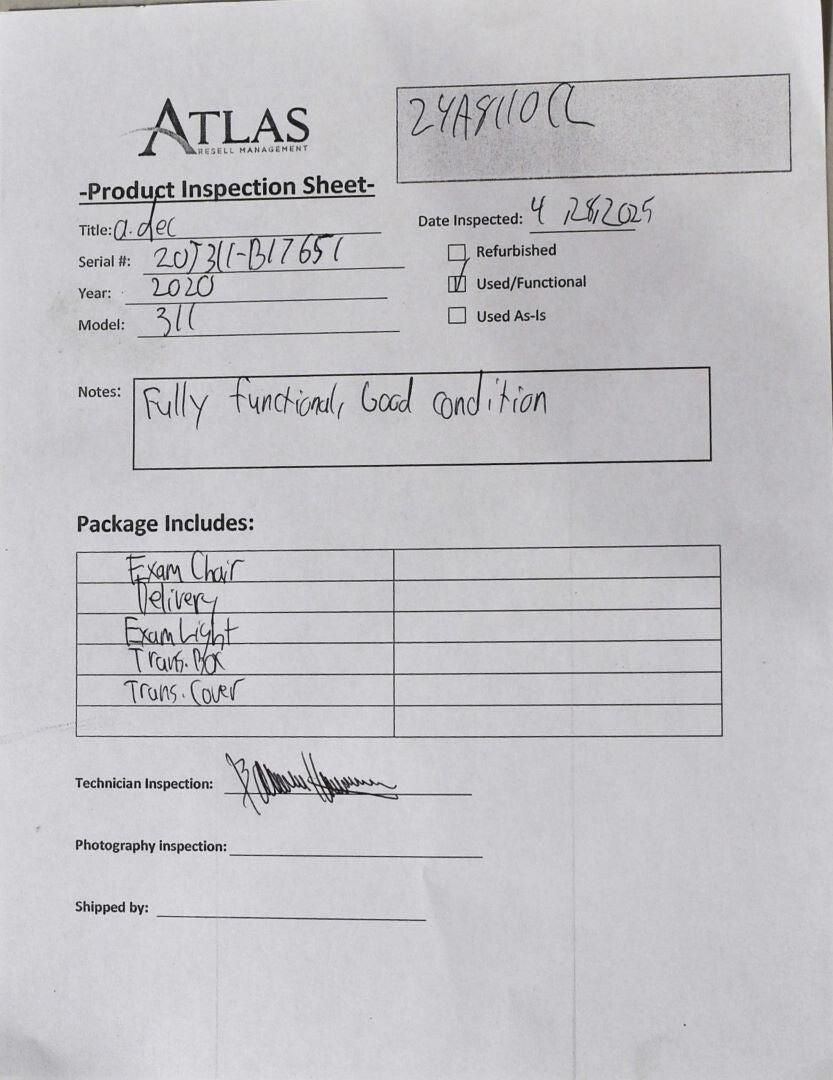 ATLAS
RESELL MANAGEMENT
24A8110CL
-Product Inspection Sheet-
Title: a.dec
Date Inspected: 4,28,2025
Serial #: 20J311-B17651
Refurbished
Year: 2020
Used/Functional
Model: 311
Used As-Is
Notes: Fully functional, Good condition
Package Includes:
Exam Chair
Delivery
Exam Light
Trans. Box
Trans. Cover
Technician Inspection:
Photography inspection:
Shipped by: